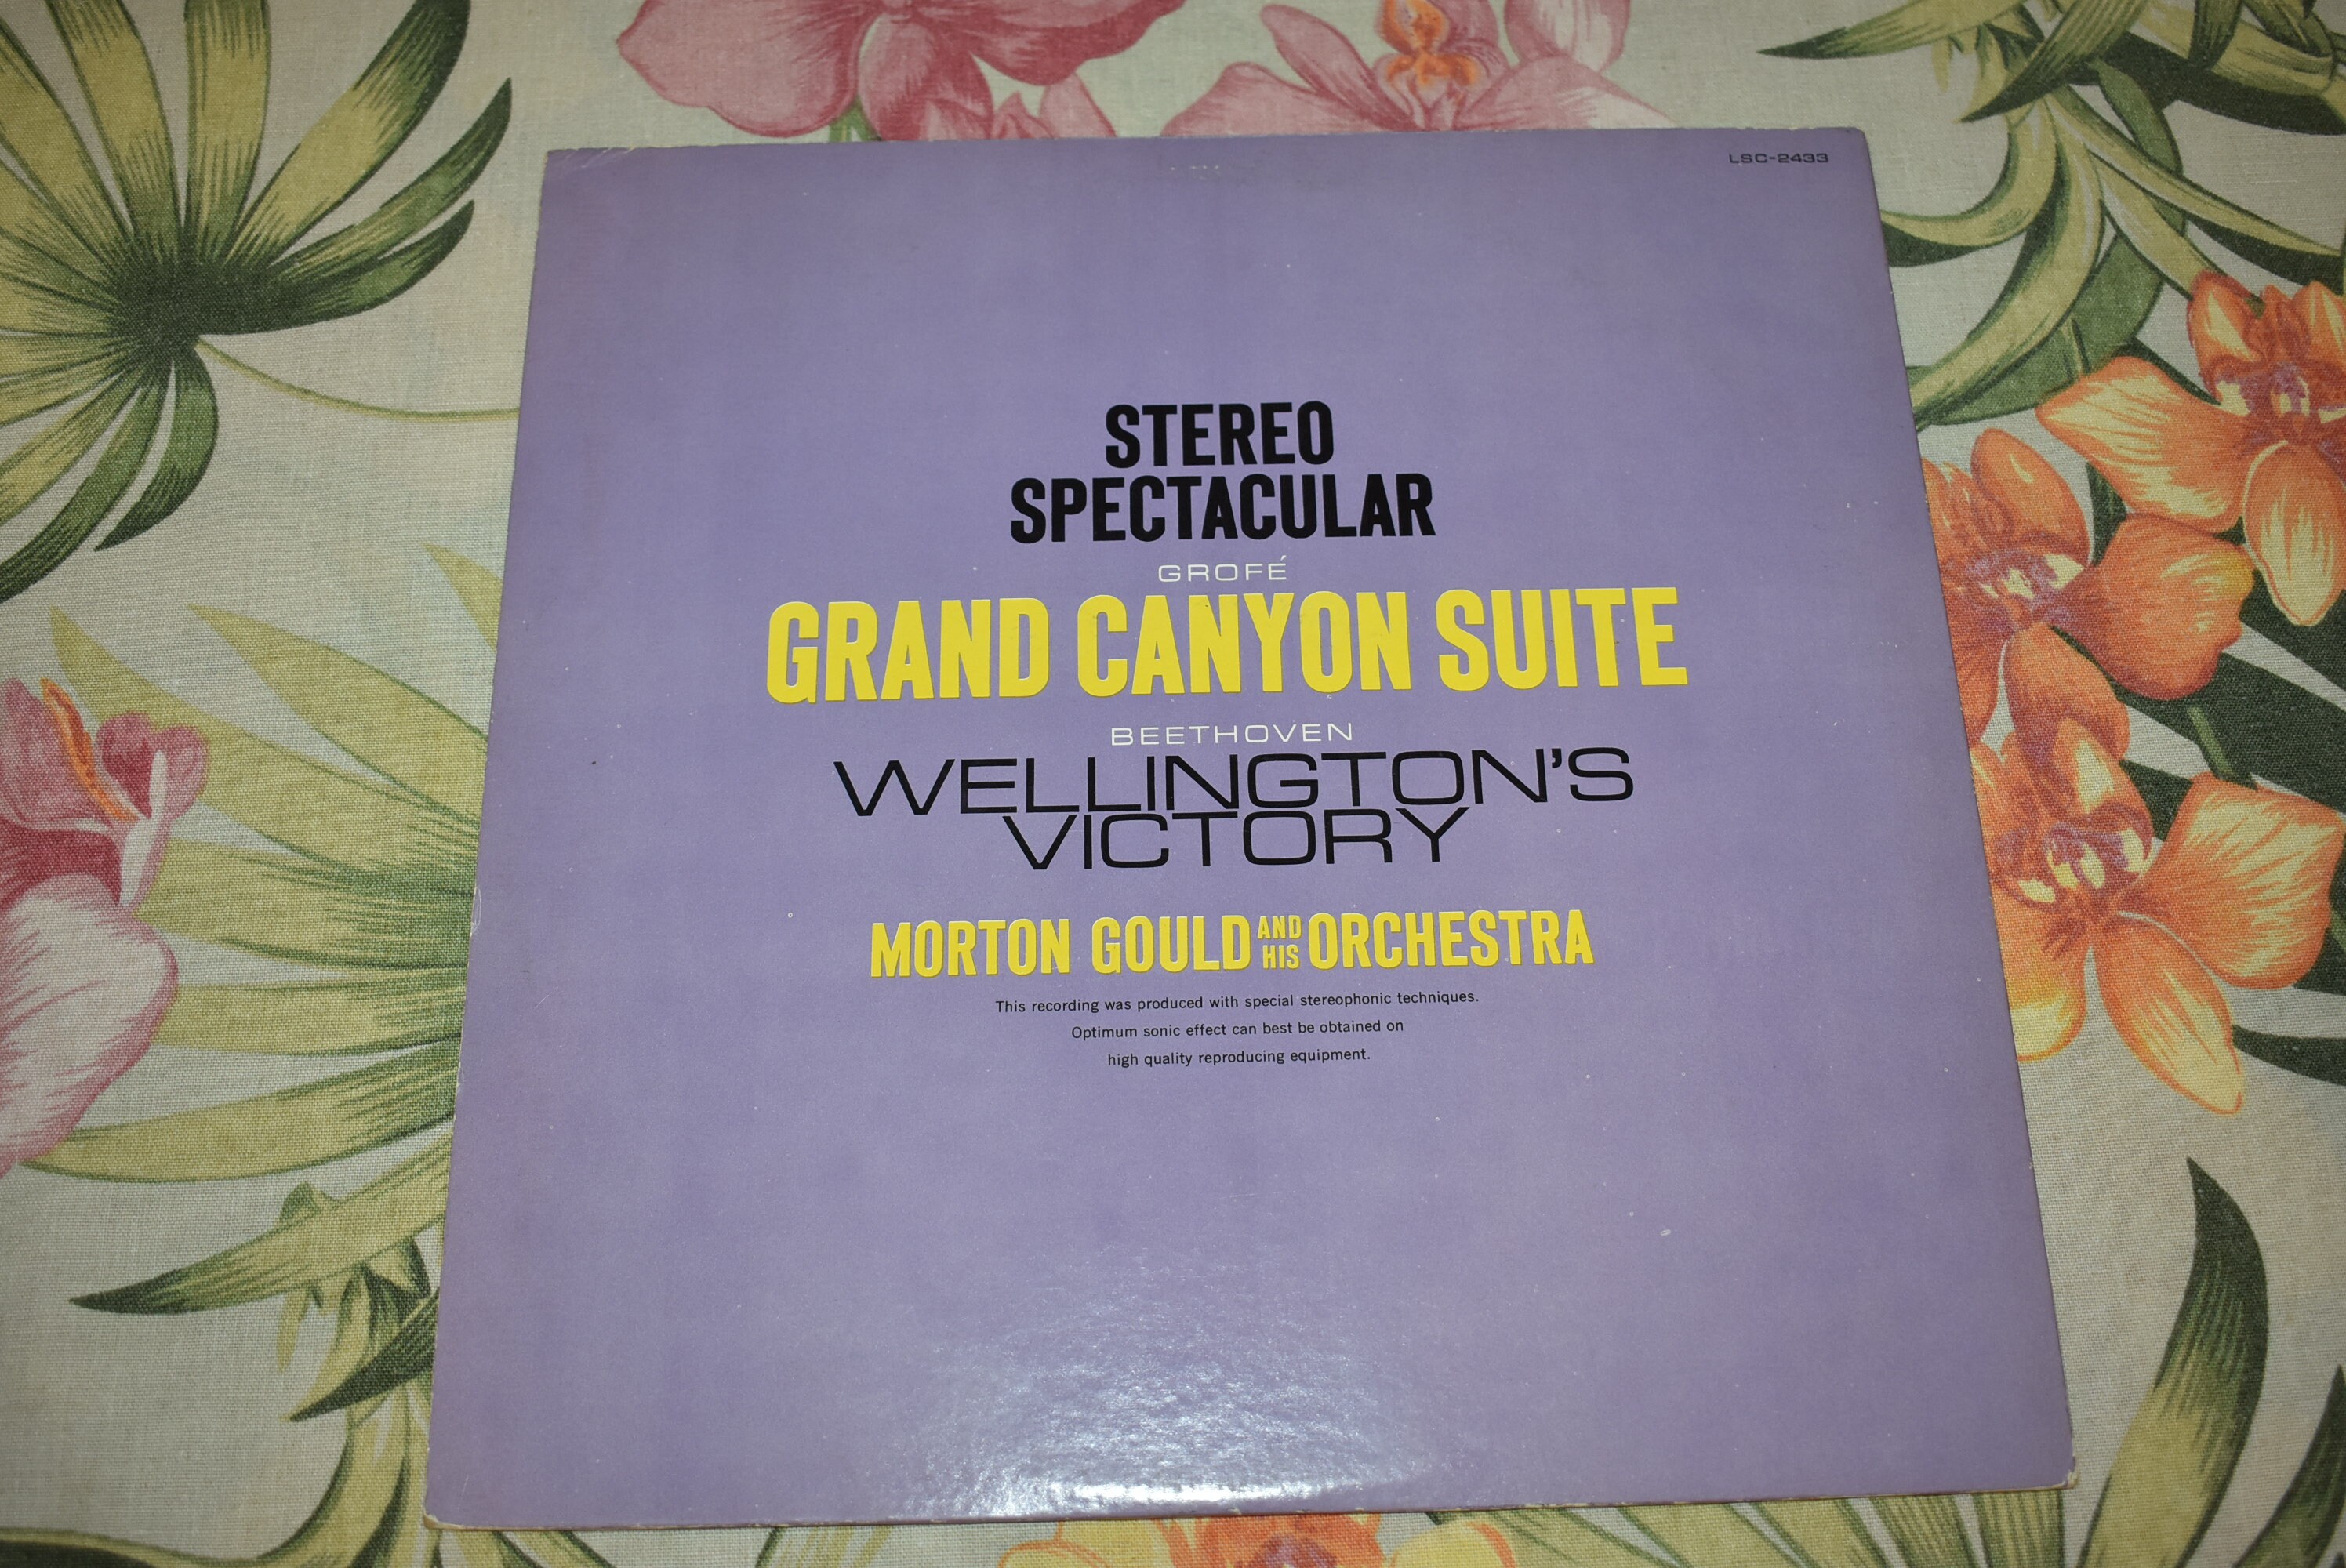 LSC-2433
STEREO
SPECTACULAR
GROFÉ
GRAND CANYON SUITE
BEETHOVEN
WELLINGTON'S
VICTORY
MORTON GOULD AND HIS ORCHESTRA
This recording was produced with special stereophonic techniques.
Optimum sonic effect can best be obtained on
high quality reproducing equipment.